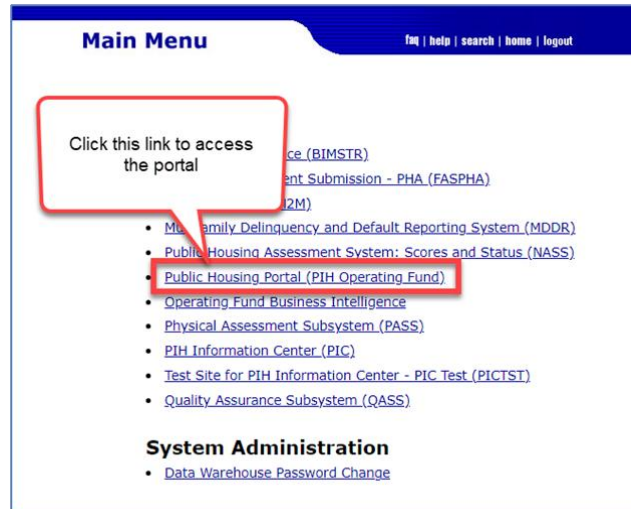 Main Menu
faq | help | search | home | logout
Click this link to access
the portal
ce (BIMSTR)
ent Submission - PHA (FASPHA)
2M)
Family Delinquency and Default Reporting System (MDDR)
Public Housing Assessment System: Scores and Status (NASS)
Public Housing Portal (PIH Operating Fund)
Operating Fund Business Intelligence
Physical Assessment Subsystem (PASS)
PIH Information Center (PIC)
Test Site for PIH Information Center - PIC Test (PICTST)
Quality Assurance Subsystem (QASS)
System Administration
Data Warehouse Password Change